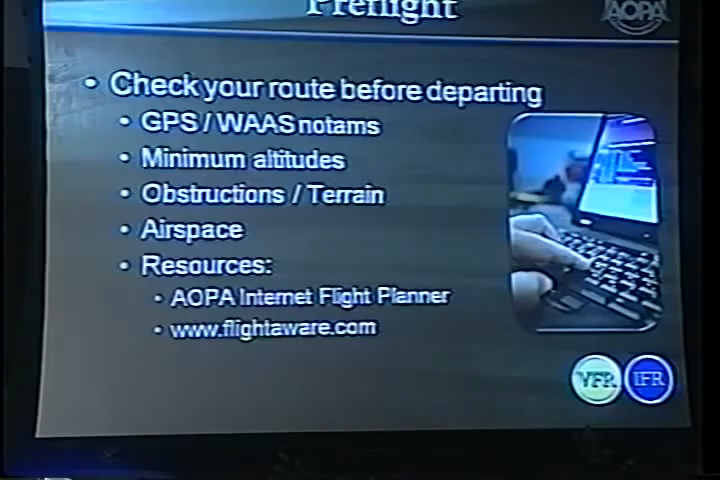 Preflight
AOPA
• Check your route before departing
• GPS / WAAS notams
• Minimum altitudes
• Obstructions / Terrain
• Airspace
• Resources:
• AOPA Internet Flight Planner
• www.flightaware.com
VFR IFR